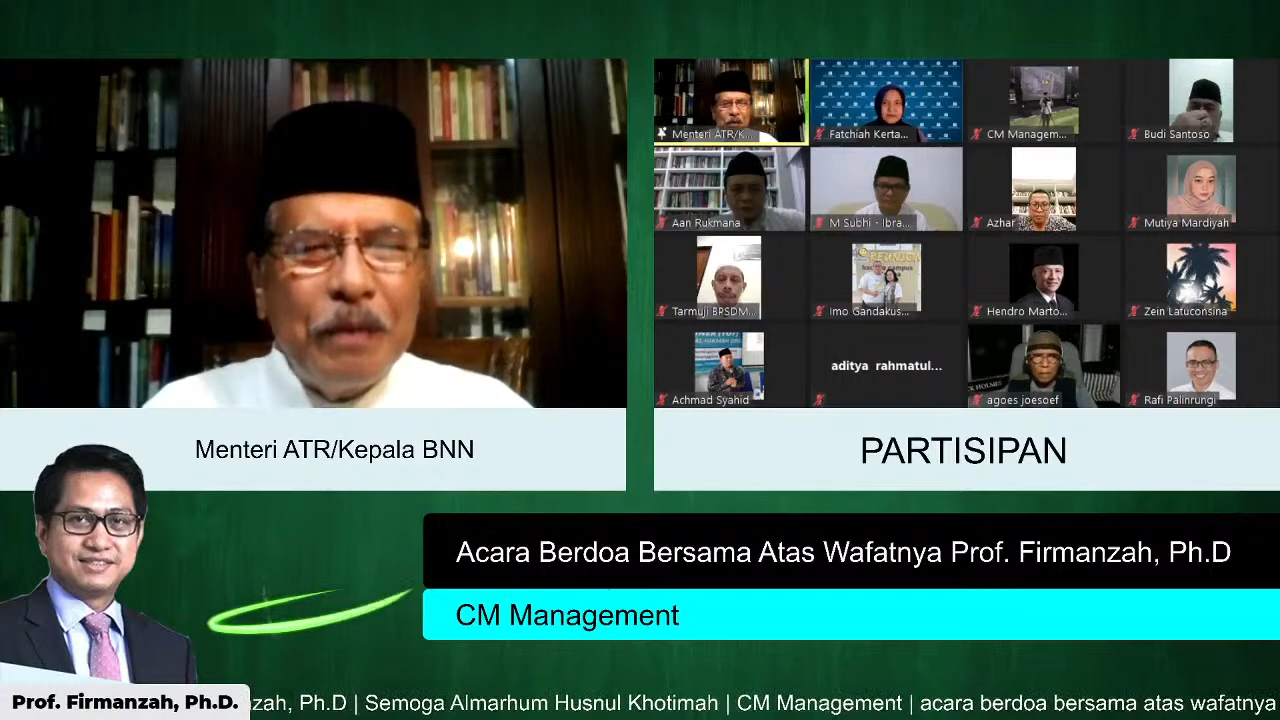 Menteri ATR/K...
Fatchiah Kerta...
CM Managem...
Budi Santoso
Aan Rukmana
M Subhi - Ibra...
Azhar
Mutiya Mardiyah
REUNION
campus
Tarmuji BPSDM...
Imo Gandakus...
Hendro Marto...
Zein Latuconsina
aditya rahmatul...
Achmad Syahid
agoes joesoef
Rafi Palinrungi
Menteri ATR/Kepala BNN
PARTISIPAN
Acara Berdoa Bersama Atas Wafatnya Prof. Firmanzah, Ph.D
CM Management
Prof. Firmanzah, Ph.D.
zah, Ph.D | Semoga Almarhum Husnul Khotimah | CM Management | acara berdoa bersama atas wafatnya